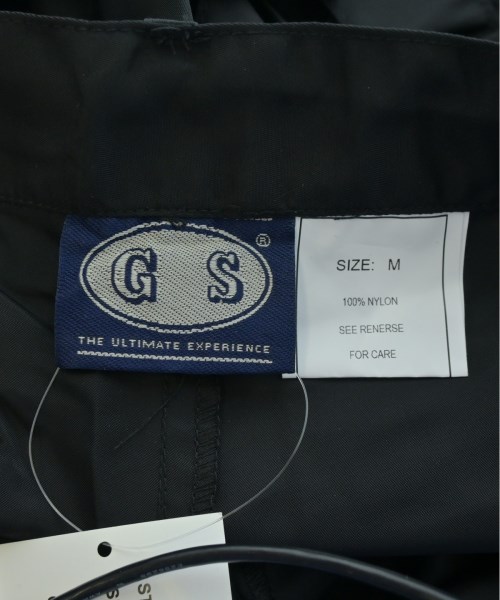 G S ®
THE ULTIMATE EXPERIENCE
SIZE: M
100% NYLON
SEE RENERSE
FOR CARE